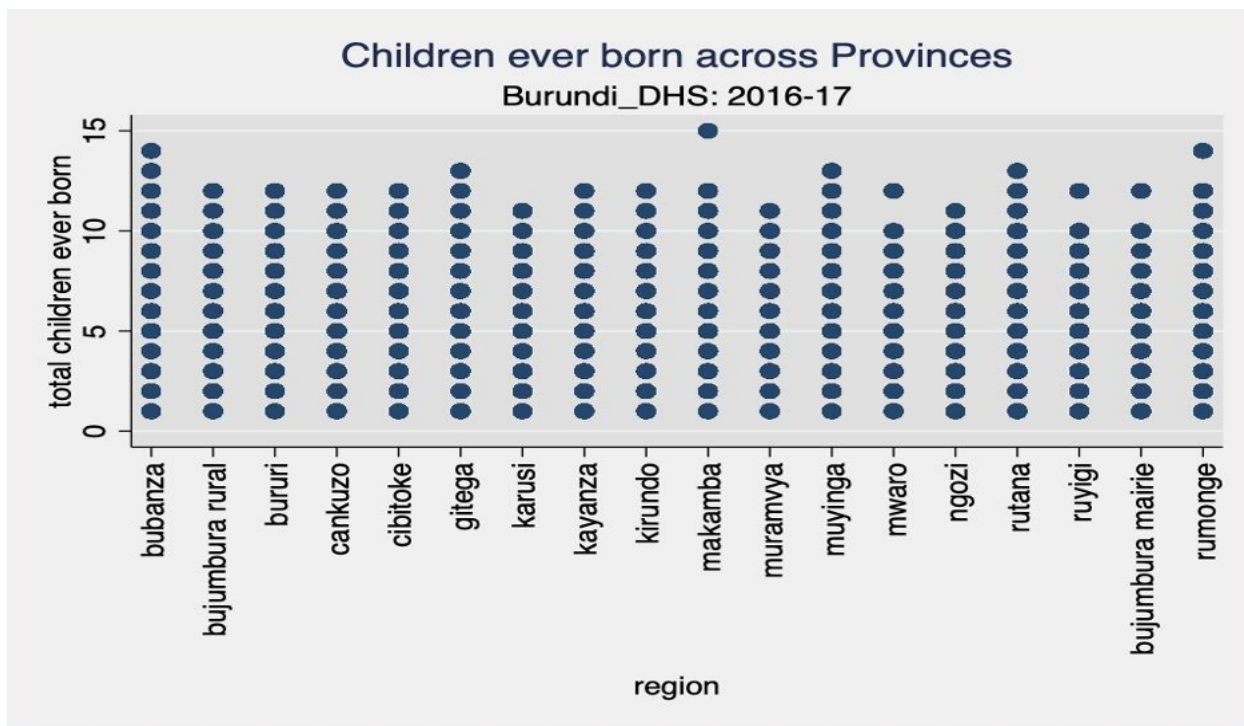 Children ever born across Provinces
Burundi_DHS: 2016-17
total children ever born
15
10
5
0
bubanza
bujumbura rural
bururi
cankuzo
cibitoke
gitega
karusi
kayanza
kirundo
makamba
muramvya
muyinga
mwaro
ngozi
rutana
ruyigi
bujumbura mairie
rumonge
region